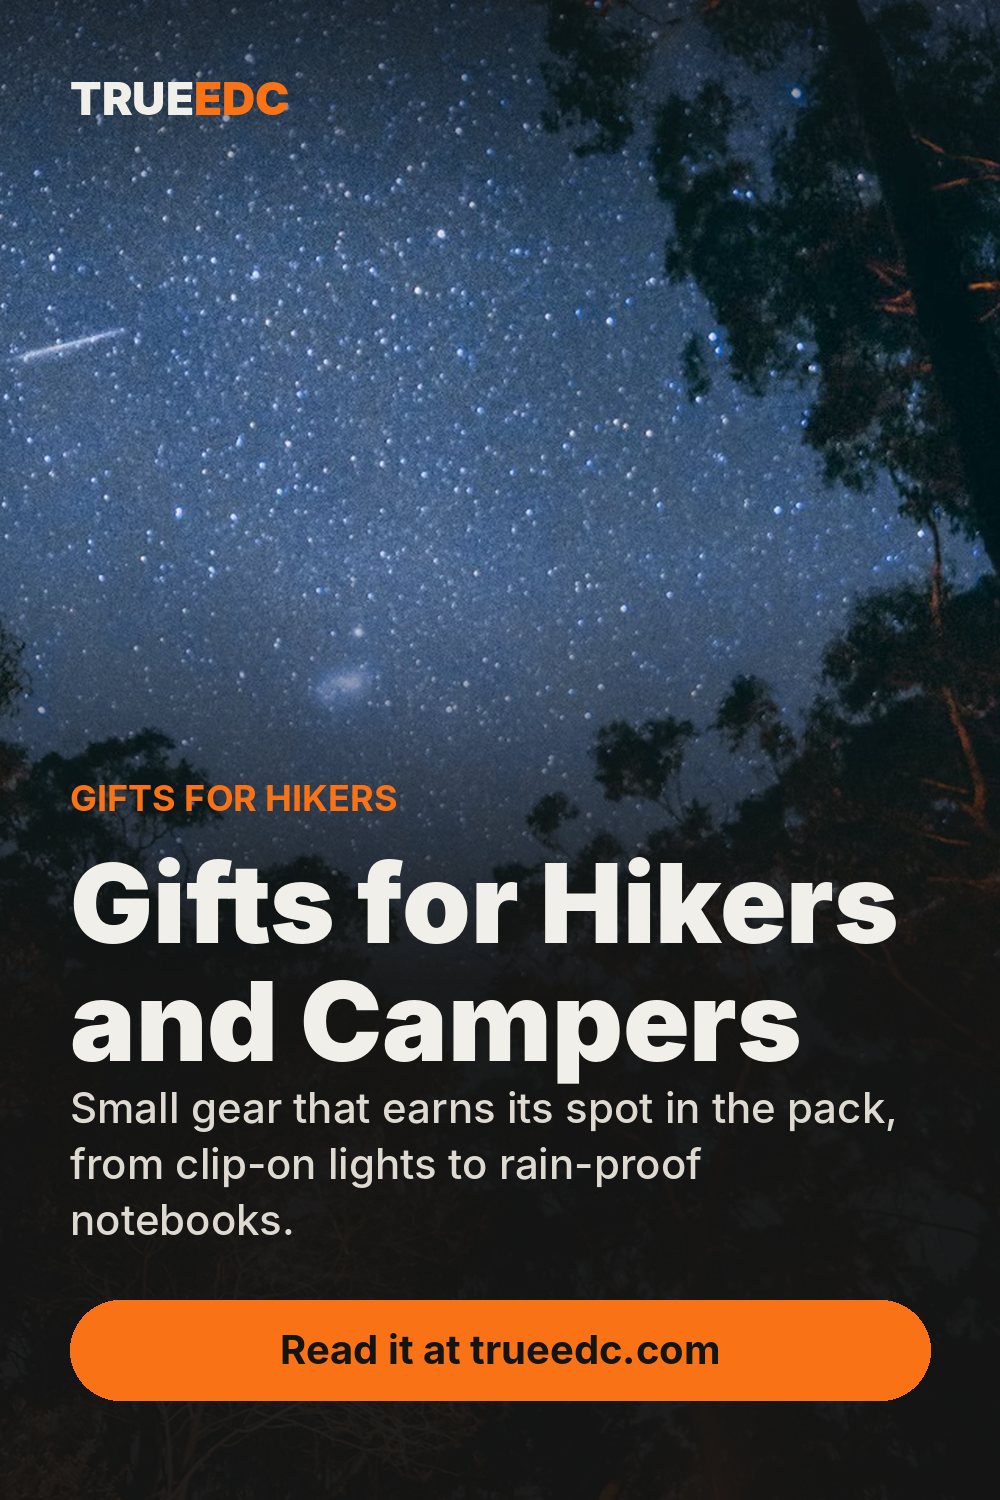 TRUEEDC
GIFTS FOR HIKERS
Gifts for Hikers
and Campers
Small gear that earns its spot in the pack,
from clip-on lights to rain-proof
notebooks.
Read it at trueedc.com